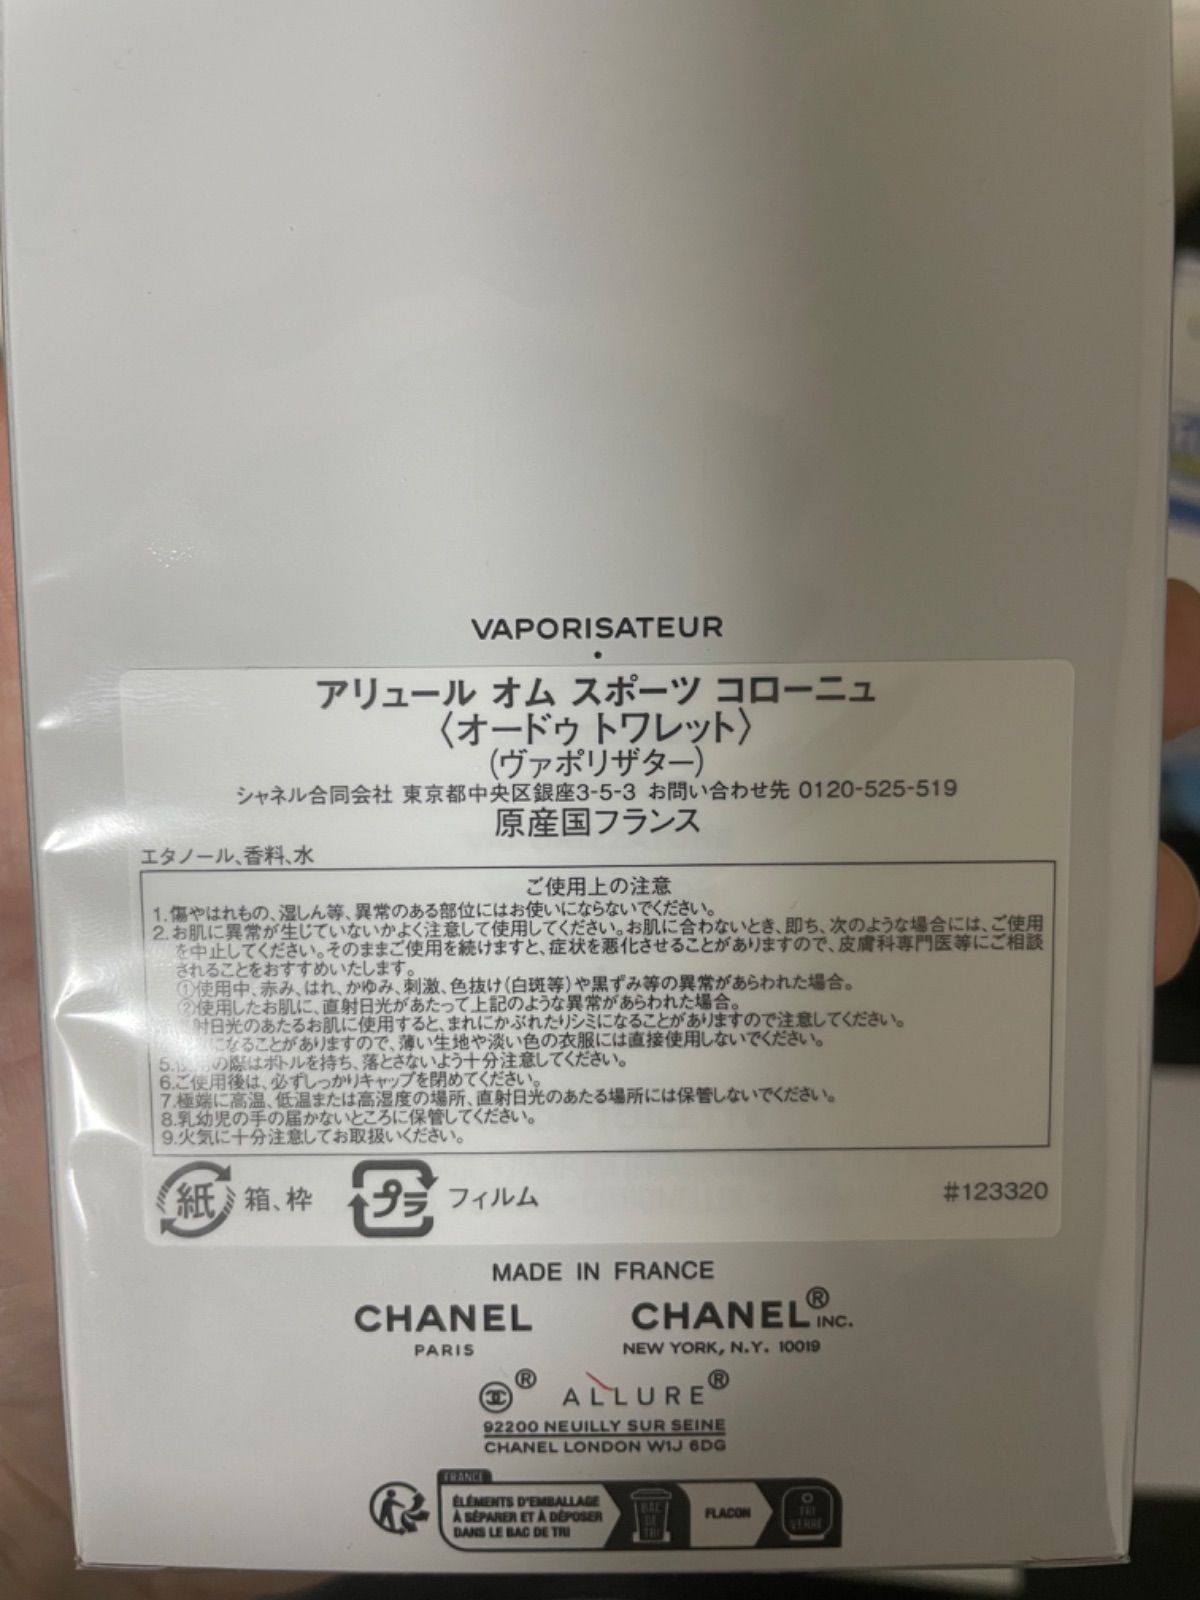 VAPORISATEUR
アリュール オム スポーツ コローニュ
〈オードゥ トワレット〉
(ヴァポリザター)
シャネル合同会社 東京都中央区銀座3-5-3 お問い合わせ先 0120-525-519
原産国フランス
エタノール、香料、水
ご使用上の注意
1.傷やはれもの、湿しん等、異常のある部位にはお使いにならないでください。
2.お肌に異常が生じていないかよく注意して使用してください。お肌に合わないとき、即ち、次のような場合には、ご使用
を中止してください。そのままご使用を続けますと、症状を悪化させることがありますので、皮膚科専門医等にご相談
されることをおすすめいたします。
①使用中、赤み、はれ、かゆみ、刺激、色抜け(白斑等)や黒ずみ等の異常があらわれた場合。
②使用したお肌に、直射日光があたって上記のような異常があらわれた場合。
射日光のあたるお肌に使用すると、まれにかぶれたりシミになることがありますので注意してください。
になることがありますので、薄い生地や淡い色の衣服には直接使用しないでください。
5.使用の際はボトルを持ち、落とさないよう十分注意してください。
6.ご使用後は、必ずしっかりキャップを閉めてください。
7.極端に高温、低温または高湿度の場所、直射日光のあたる場所には保管しないでください。
8.乳幼児の手の届かないところに保管してください。
9.火気に十分注意してお取扱いください。
紙 箱、枠 プラ フィルム #123320
MADE IN FRANCE
CHANEL CHANEL® INC.
PARIS NEW YORK, N.Y. 10019
® ALLURE®
92200 NEUILLY SUR SEINE
CHANEL LONDON W1J 6DG
FRANCE
ÉLÉMENTS D'EMBALLAGE
À SÉPARER ET À DÉPOSER
DANS LE BAC DE TRI
BAC DE TRI
FLACON
TRI VERRE